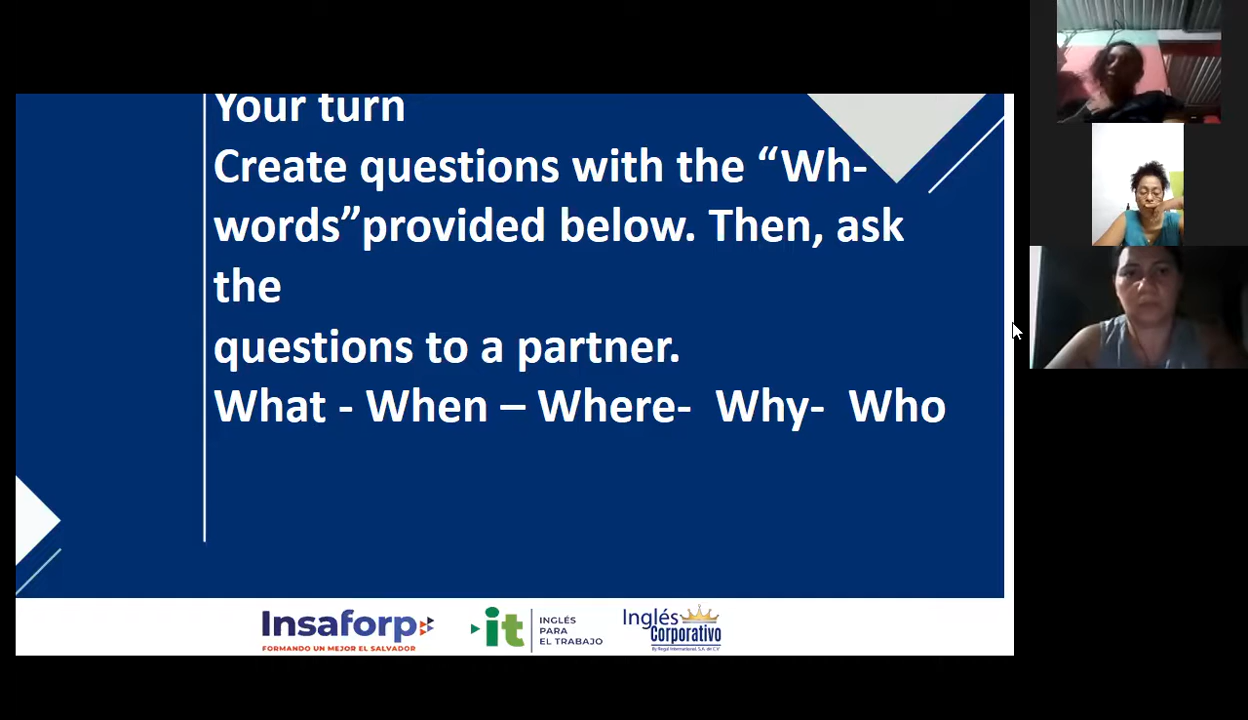 Your turn
Create questions with the “Wh-
words”provided below. Then, ask
the
questions to a partner.
What - When – Where-  Why-  Who
Insaforp
FORMANDO UN MEJOR EL SALVADOR
it
INGLÉS
PARA
EL TRABAJO
Inglés
Corporativo
By Regal International, S.A. de C.V.